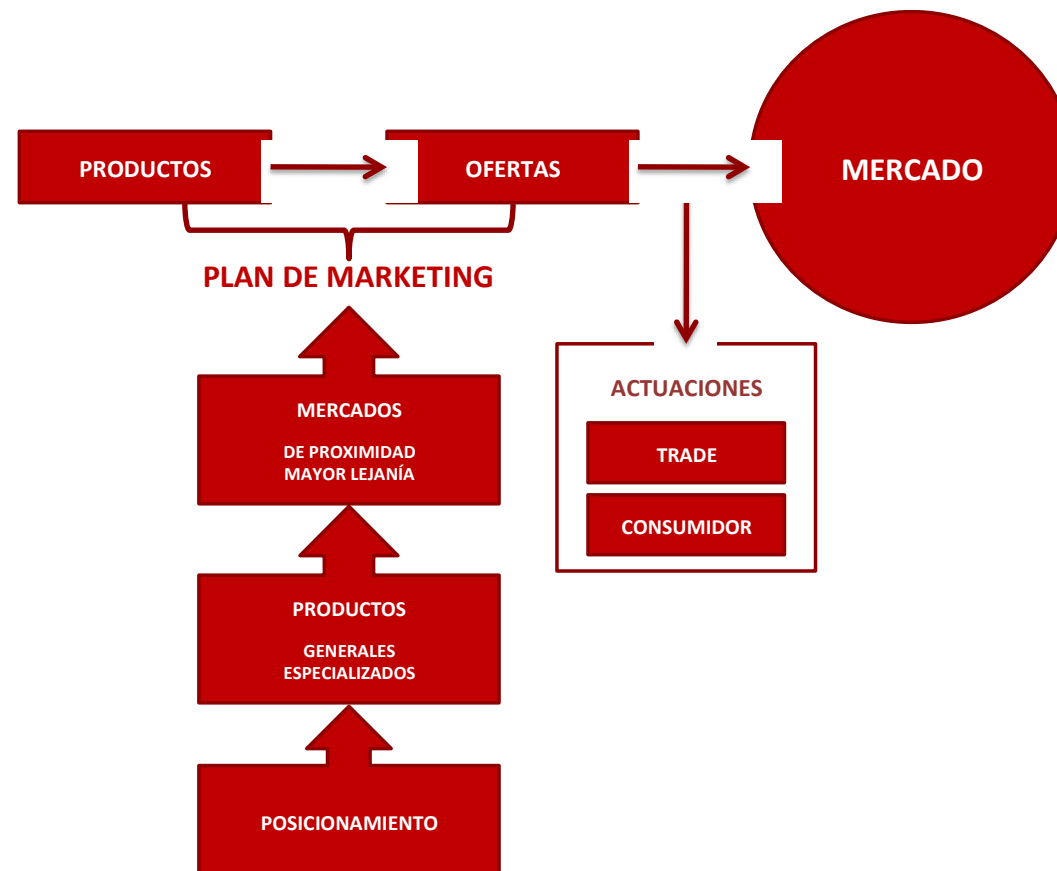 PRODUCTOS
OFERTAS
MERCADO
PLAN DE MARKETING
MERCADOS
DE PROXIMIDAD
MAYOR LEJANÍA
ACTUACIONES
TRADE
CONSUMIDOR
PRODUCTOS
GENERALES
ESPECIALIZADOS
POSICIONAMIENTO